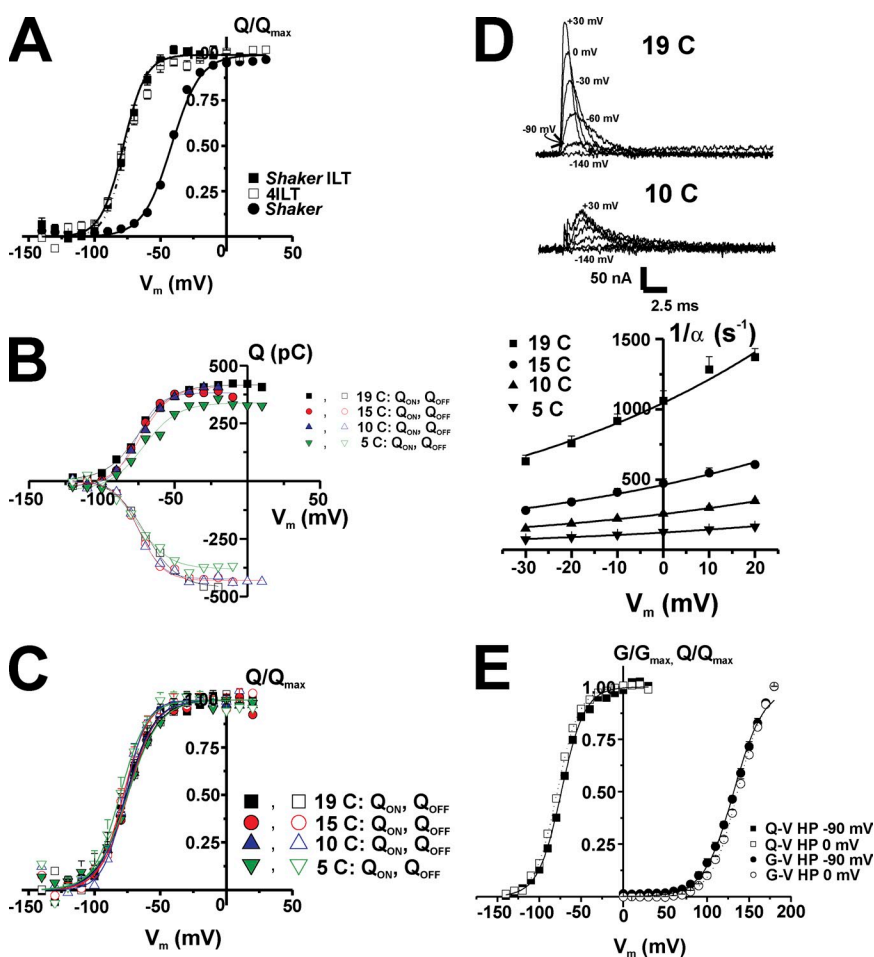 A
Q/Qmax
1.00
0.75
0.50
0.25
Shaker ILT
4ILT
Shaker
-150 -100 -50 0 50
Vm (mV)
B
Q (pC)
500
250
-250
-500
19 C: QON, QOFF
15 C: QON, QOFF
10 C: QON, QOFF
5 C: QON, QOFF
-150 -100 -50 50
Vm (mV)
C
Q/Qmax
1.00
0.75
0.50
0.25
, 19 C: QON, QOFF
, 15 C: QON, QOFF
, 10 C: QON, QOFF
, 5 C: QON, QOFF
-150 -100 -50 0 50
Vm (mV)
D
19 C
+30 mV
0 mV
-30 mV
-60 mV
-90 mV
-140 mV
10 C
+30 mV
-140 mV
50 nA
2.5 ms
1/α (s-1)
1500
1000
500
19 C
15 C
10 C
5 C
-30 -20 -10 0 10 20
Vm (mV)
E
G/Gmax, Q/Qmax
1.00
0.75
0.50
0.25
Q-V HP -90 mV
Q-V HP 0 mV
G-V HP -90 mV
G-V HP 0 mV
-150 -100 -50 0 50 100 150 200
Vm (mV)